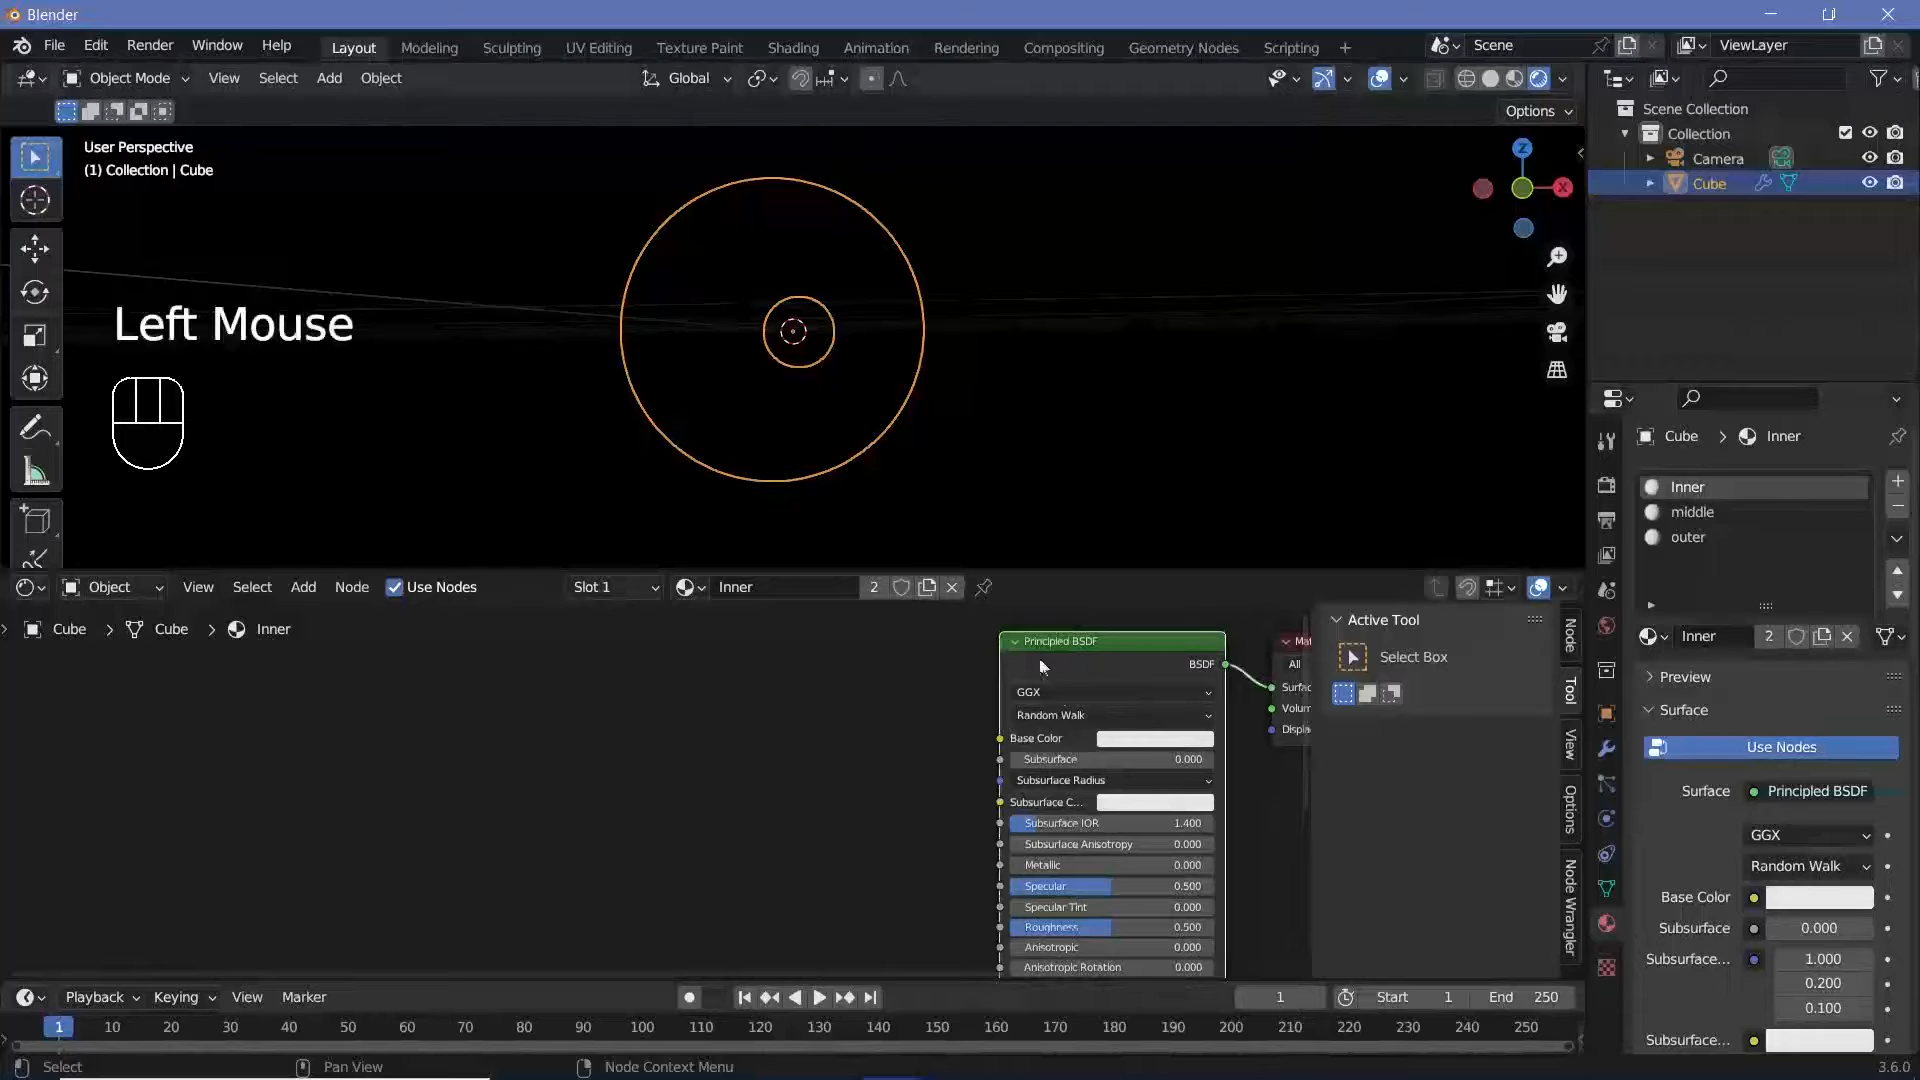 Blender
File Edit Render Window Help Layout Modeling Sculpting UV Editing Texture Paint Shading Animation Rendering Compositing Geometry Nodes Scripting + Scene ViewLayer
Object Mode View Select Add Object Global
Options
User Perspective
(1) Collection | Cube
Z
X
Left Mouse
Scene Collection
Collection
Camera
Cube
Cube > Inner
Inner
middle
outer
Inner 2
Preview
Surface
Use Nodes
Surface Principled BSDF
GGX
Random Walk
Base Color
Subsurface 0.000
Subsurface... 1.000
0.200
0.100
Subsurface...
Object View Select Add Node Use Nodes Slot 1 Inner 2
Cube > Cube > Inner
Principled BSDF
BSDF
GGX
Random Walk
Base Color
Subsurface 0.000
Subsurface Radius
Subsurface C...
Subsurface IOR 1.400
Subsurface Anisotropy 0.000
Metallic 0.000
Specular 0.500
Specular Tint 0.000
Roughness 0.500
Anisotropic 0.000
Anisotropic Rotation 0.000
Mat
All
Surfac
Volum
Displa
Active Tool
Select Box
Node
Tool
View
Options
Node Wrangler
Playback Keying View Marker 1 Start 1 End 250
1 10 20 30 40 50 60 70 80 90 100 110 120 130 140 150 160 170 180 190 200 210 220 230 240 250
Select Pan View Node Context Menu 3.6.0